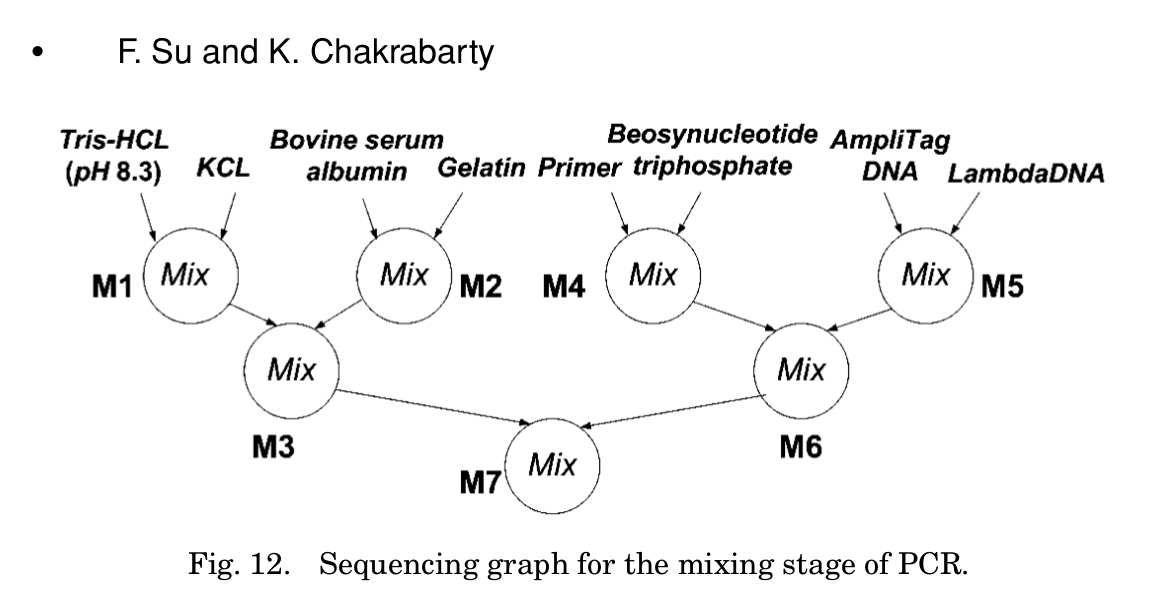 • F. Su and K. Chakrabarty
Tris-HCL
(pH 8.3)
KCL
Bovine serum
albumin
Gelatin
Primer
Beosynucleotide
triphosphate
AmpliTag
DNA
LambdaDNA
M1
Mix
Mix
M2
M4
Mix
Mix
M5
Mix
Mix
M3
M6
M7
Mix
Fig. 12. Sequencing graph for the mixing stage of PCR.